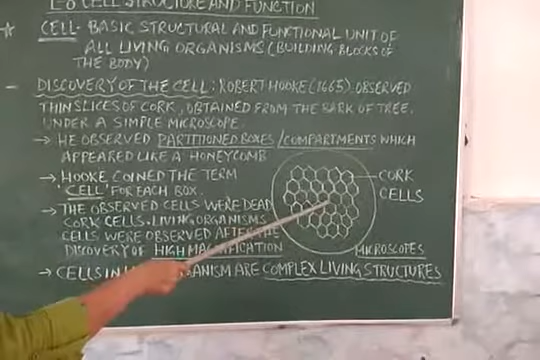 L-8 CELL STRUCTURE AND FUNCTION
CELL- BASIC STRUCTURAL AND FUNCTIONAL UNIT OF
ALL LIVING ORGANISMS (BUILDING BLOCKS OF
THE BODY)
- DISCOVERY OF THE CELL: ROBERT HOOKE (1665) OBSERVED
THIN SLICES OF CORK, OBTAINED FROM THE BARK OF TREE,
UNDER A SIMPLE MICROSCOPE.
→ HE OBSERVED PARTITIONED BOXES/COMPARTMENTS WHICH
APPEARED LIKE A HONEYCOMB
→ HOOKE COINED THE TERM
'CELL' FOR EACH BOX.
→ THE OBSERVED CELLS WERE DEAD
CORK CELLS. LIVING ORGANISMS
CELLS WERE OBSERVED AFTER THE
DISCOVERY OF HIGH MAGNIFICATION MICROSCOPES
→ CELLS IN ORGANISM ARE COMPLEX LIVING STRUCTURES
CORK
CELLS